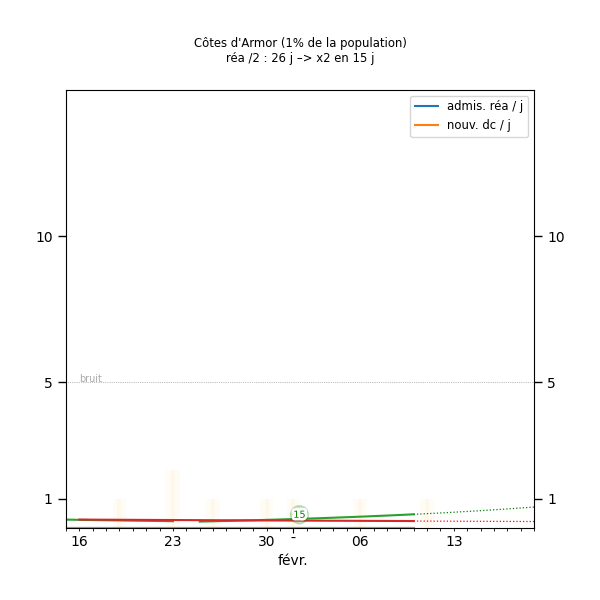 Côtes d'Armor (1% de la population)
réa /2 : 26 j –> x2 en 15 j
admis. réa / j
nouv. dc / j
10 10
bruit
5 5
15
1 1
16 23 30 - 06 13
févr.